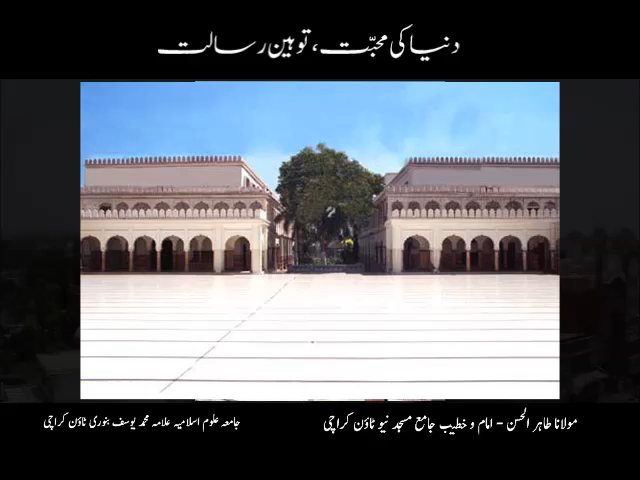 دنیا کی محبّت، توہین رسالت
مولانا طاہر الحسن - امام و خطیب جامع مسجد نیو ٹاؤن کراچی
جامعہ علوم اسلامیہ علامہ محمد یوسف بنوری ٹاؤن کراچی